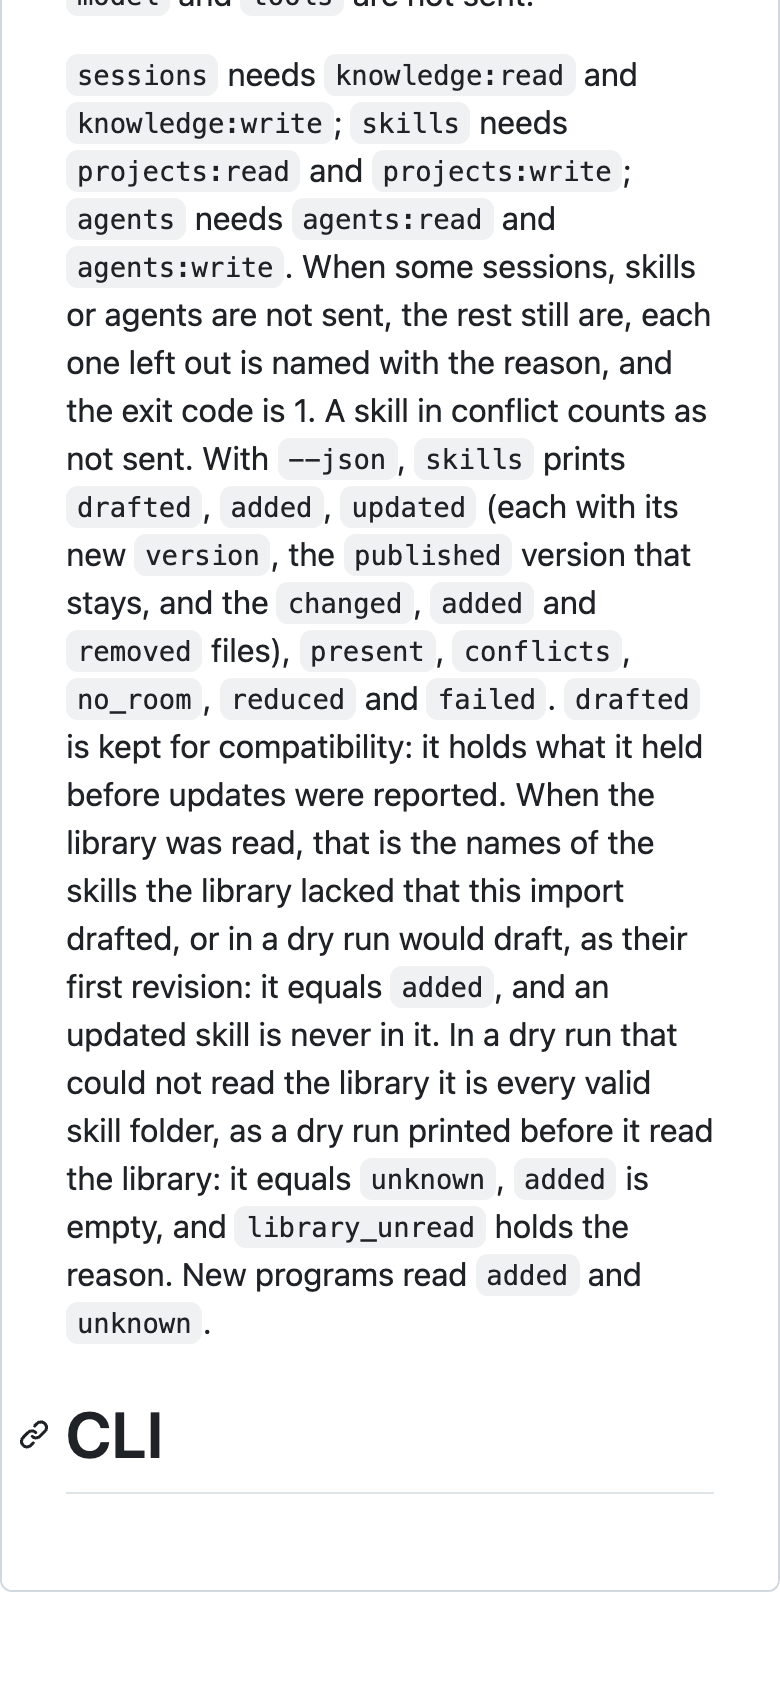 model and tools are not sent.
sessions needs knowledge:read and
knowledge:write; skills needs
projects:read and projects:write;
agents needs agents:read and
agents:write. When some sessions, skills
or agents are not sent, the rest still are, each
one left out is named with the reason, and
the exit code is 1. A skill in conflict counts as
not sent. With --json, skills prints
drafted, added, updated (each with its
new version, the published version that
stays, and the changed, added and
removed files), present, conflicts,
no_room, reduced and failed. drafted
is kept for compatibility: it holds what it held
before updates were reported. When the
library was read, that is the names of the
skills the library lacked that this import
drafted, or in a dry run would draft, as their
first revision: it equals added, and an
updated skill is never in it. In a dry run that
could not read the library it is every valid
skill folder, as a dry run printed before it read
the library: it equals unknown, added is
empty, and library_unread holds the
reason. New programs read added and
unknown.
CLI